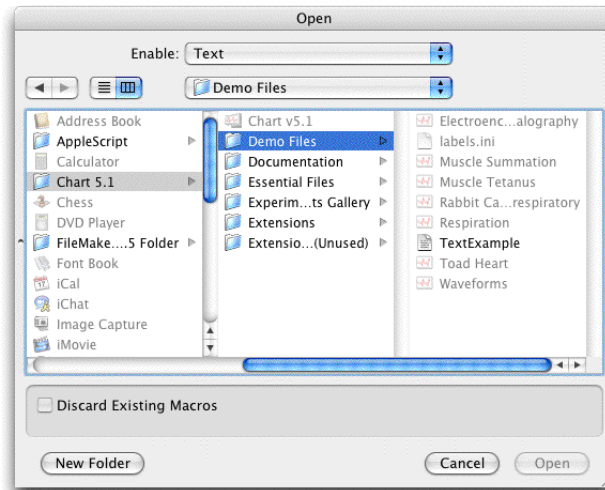 Open
Enable: Text
Demo Files
Address Book
AppleScript
Calculator
Chart 5.1
Chess
DVD Player
FileMake....5 Folder
Font Book
iCal
iChat
Image Capture
iMovie
Chart v5.1
Demo Files
Documentation
Essential Files
Experim...ts Gallery
Extensions
Extensio...(Unused)
Electroenc...alography
labels.ini
Muscle Summation
Muscle Tetanus
Rabbit Ca...respiratory
Respiration
TextExample
Toad Heart
Waveforms
Discard Existing Macros
New Folder
Cancel
Open